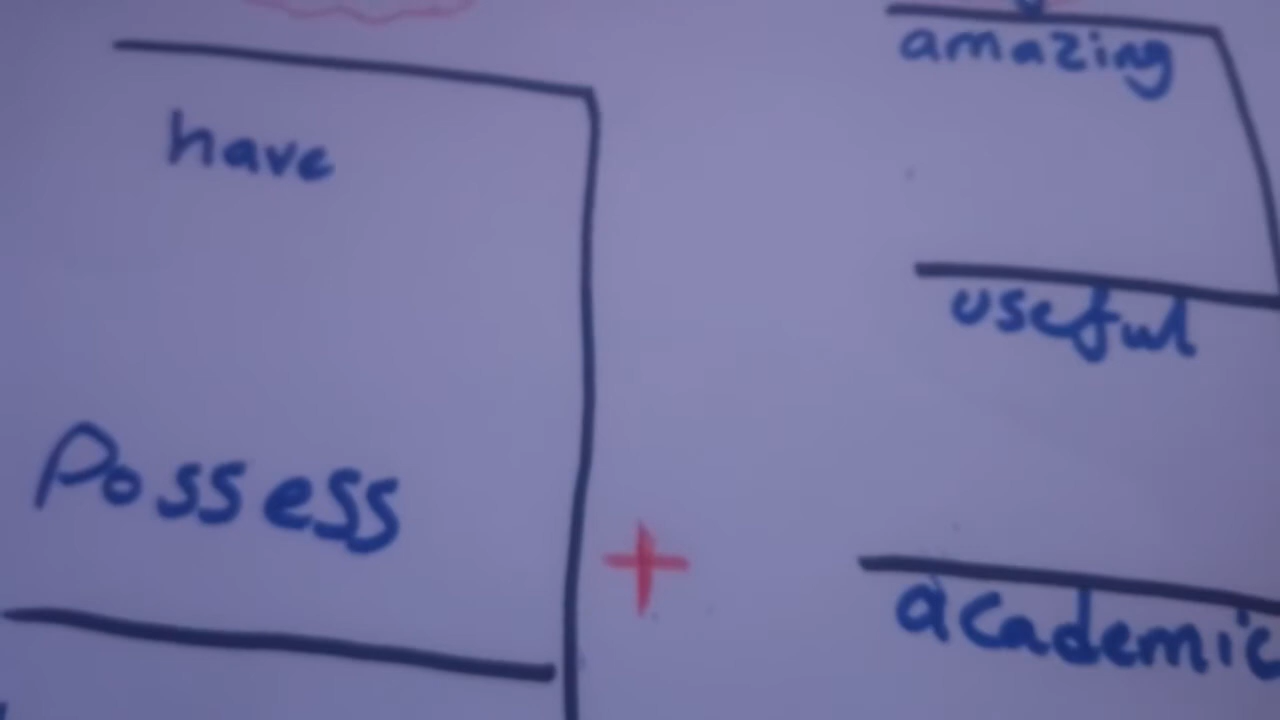 have
Possess
+
amazing
useful
academic